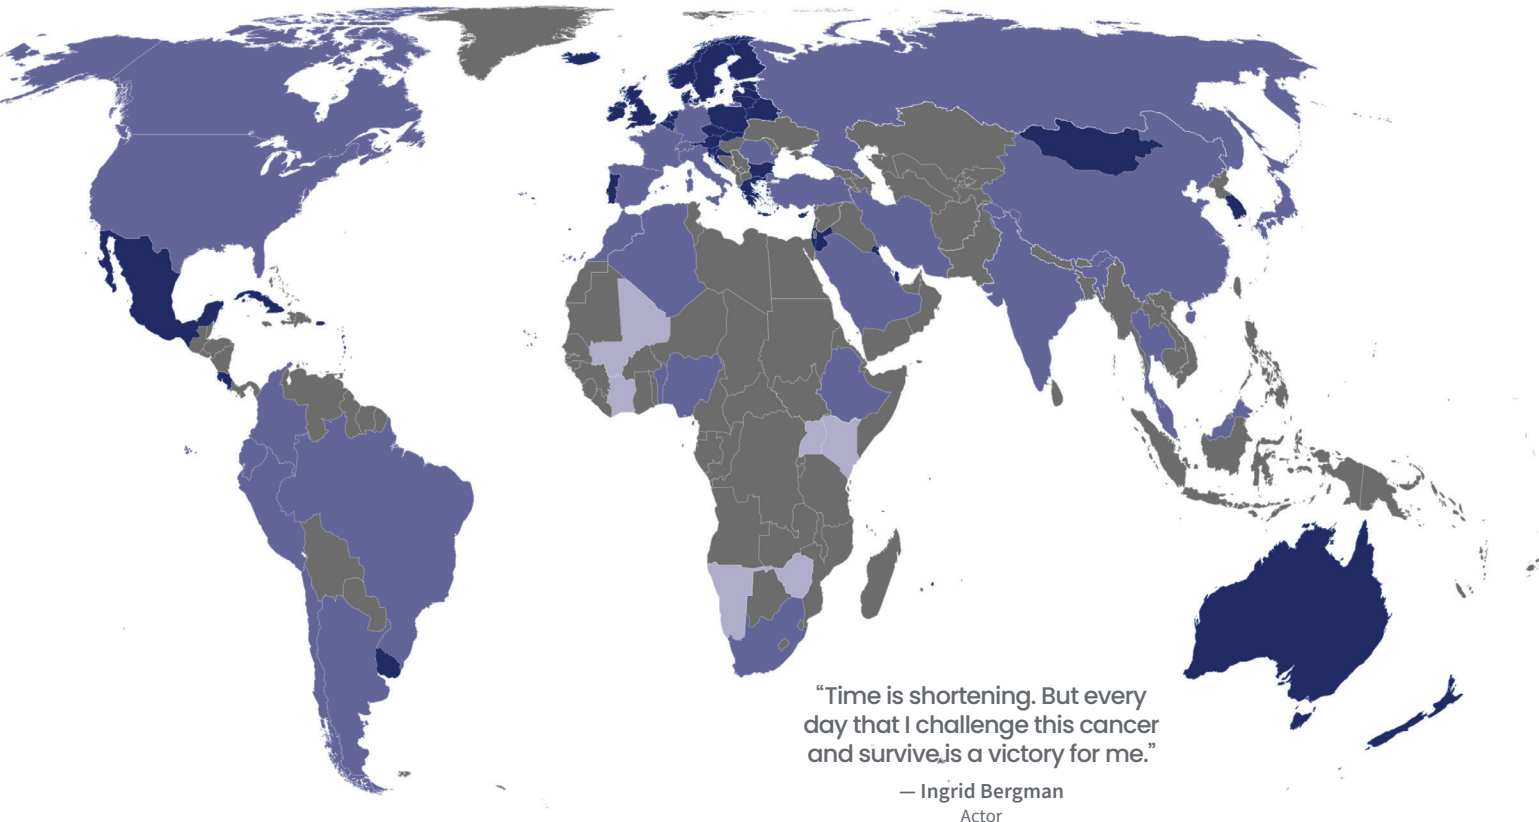 “Time is shortening. But every
day that I challenge this cancer
and survive is a victory for me.”
— Ingrid Bergman
Actor